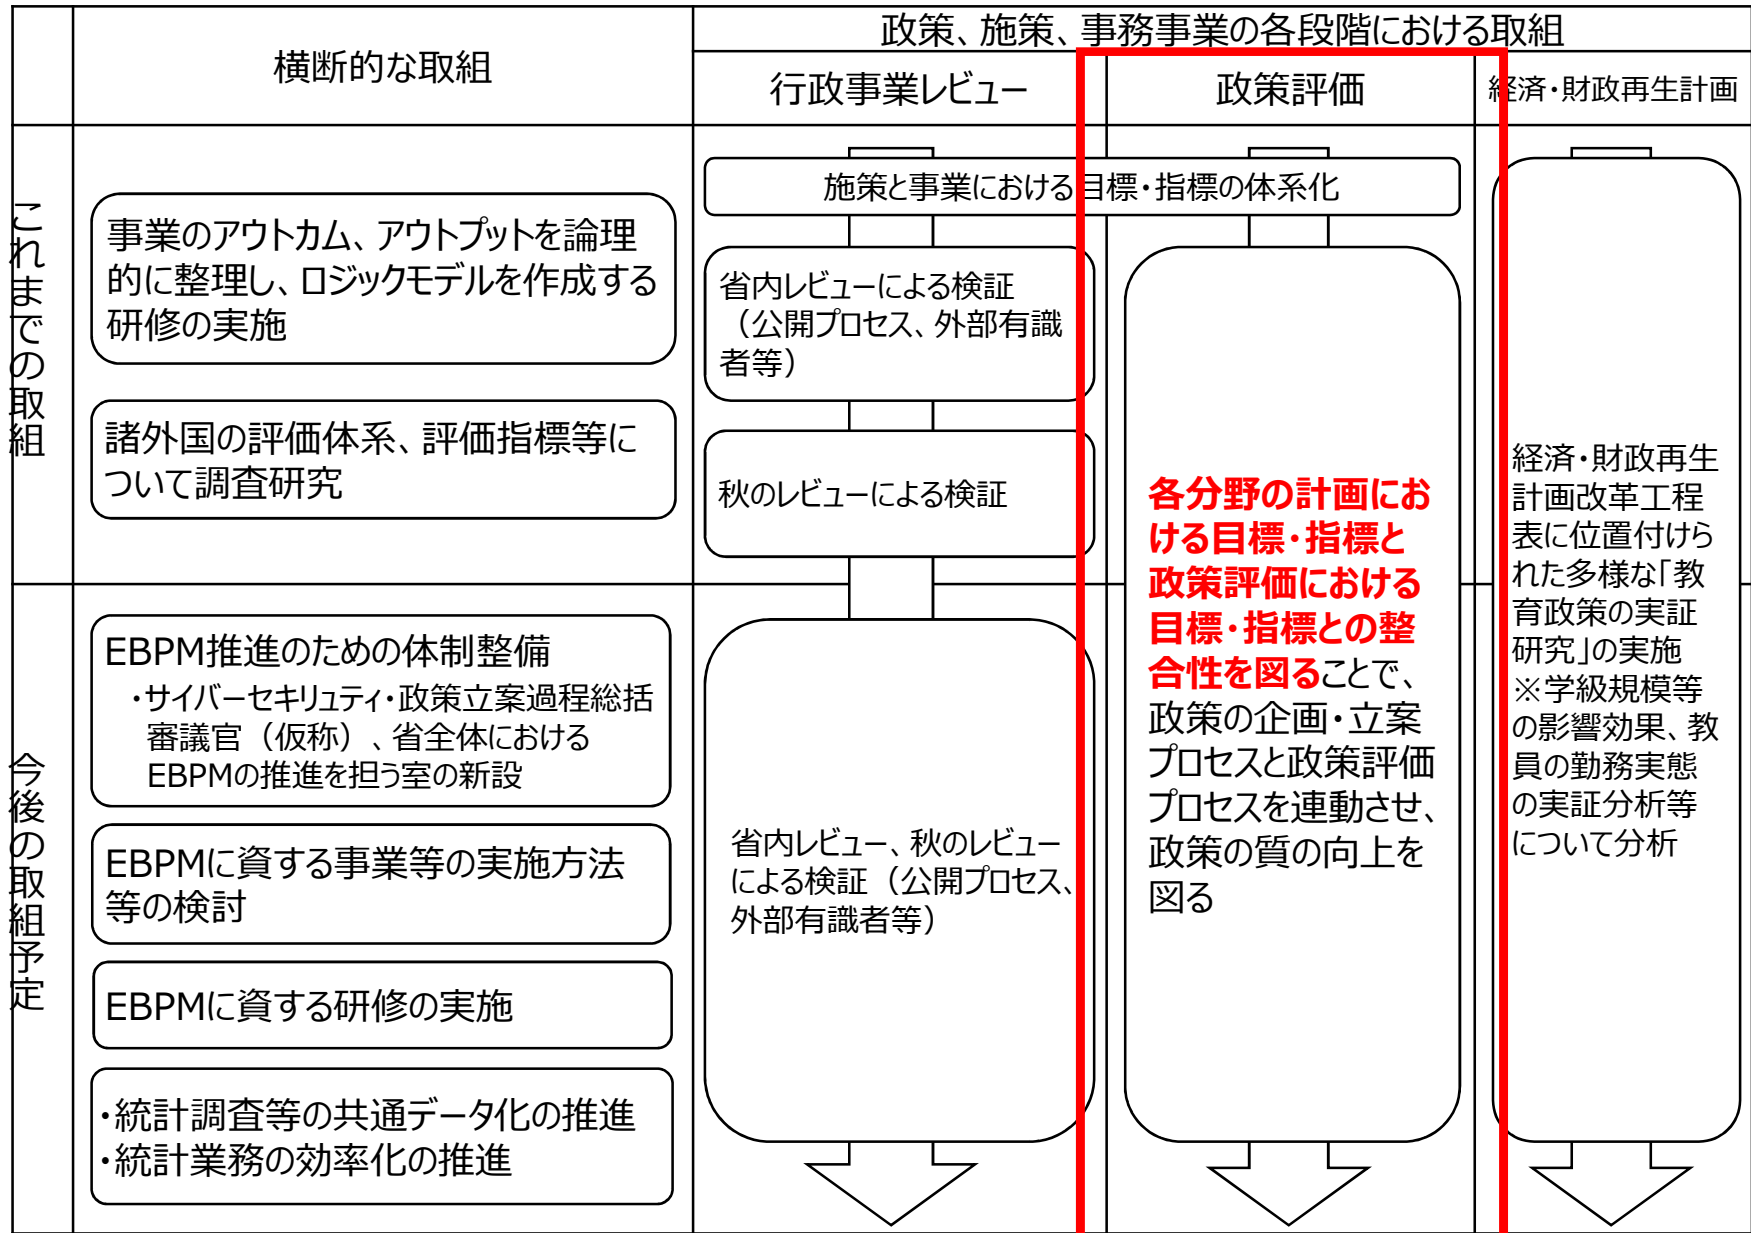 政策、施策、事務事業の各段階における取組
横断的な取組
行政事業レビュー
政策評価
経済・財政再生計画
これまでの取組
事業のアウトカム、アウトプットを論理
的に整理し、ロジックモデルを作成する
研修の実施
諸外国の評価体系、評価指標等に
ついて調査研究
施策と事業における目標・指標の体系化
省内レビューによる検証
（公開プロセス、外部有識
者等）
秋のレビューによる検証
今後の取組予定
EBPM推進のための体制整備
・サイバーセキリュティ・政策立案過程総括
審議官（仮称）、省全体における
EBPMの推進を担う室の新設
EBPMに資する事業等の実施方法
等の検討
EBPMに資する研修の実施
・統計調査等の共通データ化の推進
・統計業務の効率化の推進
省内レビュー、秋のレビュー
による検証（公開プロセス、
外部有識者等）
各分野の計画にお
ける目標・指標と
政策評価における
目標・指標との整
合性を図ることで、
政策の企画・立案
プロセスと政策評価
プロセスを連動させ、
政策の質の向上を
図る
経済・財政再生
計画改革工程
表に位置付けら
れた多様な「教
育政策の実証
研究」の実施
※学級規模等
の影響効果、教
員の勤務実態
の実証分析等
について分析